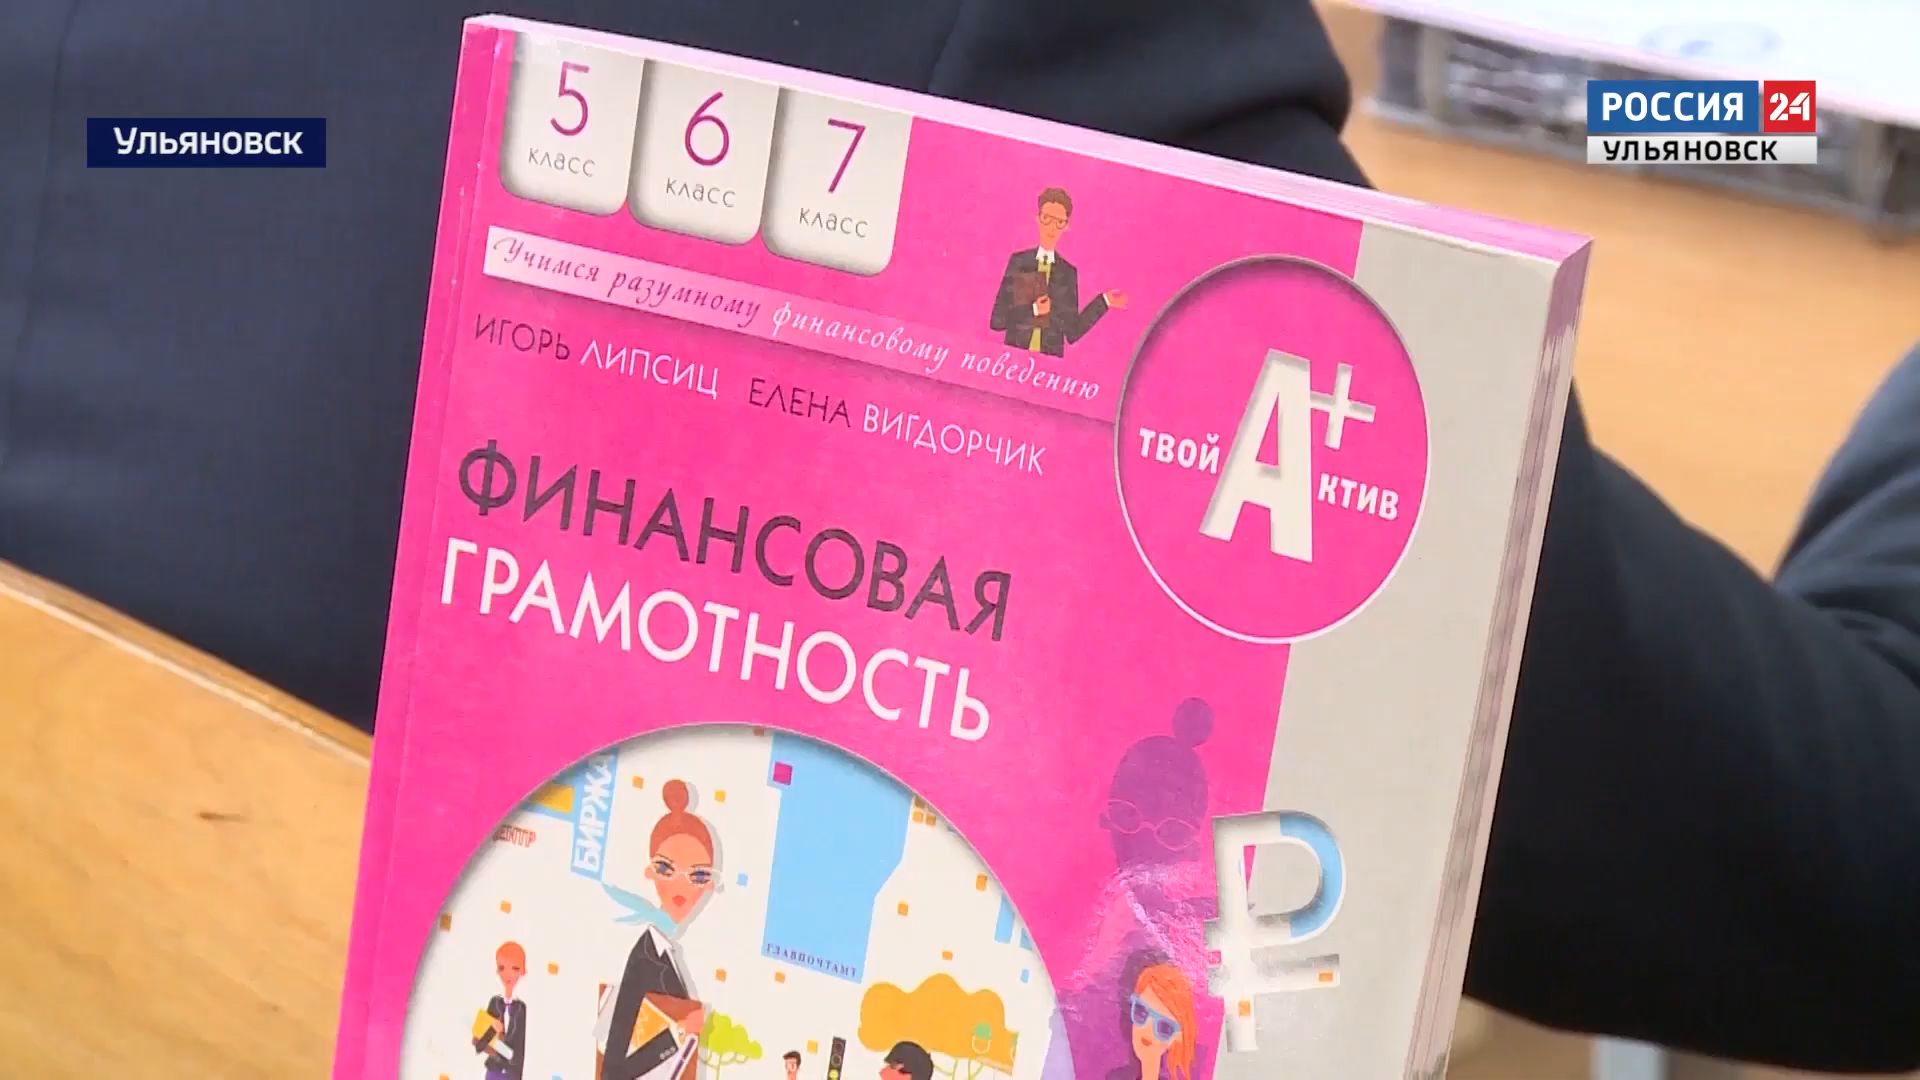 Ульяновск
РОССИЯ 24
УЛЬЯНОВСК
5 класс
6 класс
7 класс
Учимся разумному финансовому поведению
ИГОРЬ ЛИПСИЦ ЕЛЕНА ВИГДОРЧИК
ТВОЙ А+КТИВ
ФИНАНСОВАЯ
ГРАМОТНОСТЬ
БИРЖА
ГЛАВПОЧТАМТ